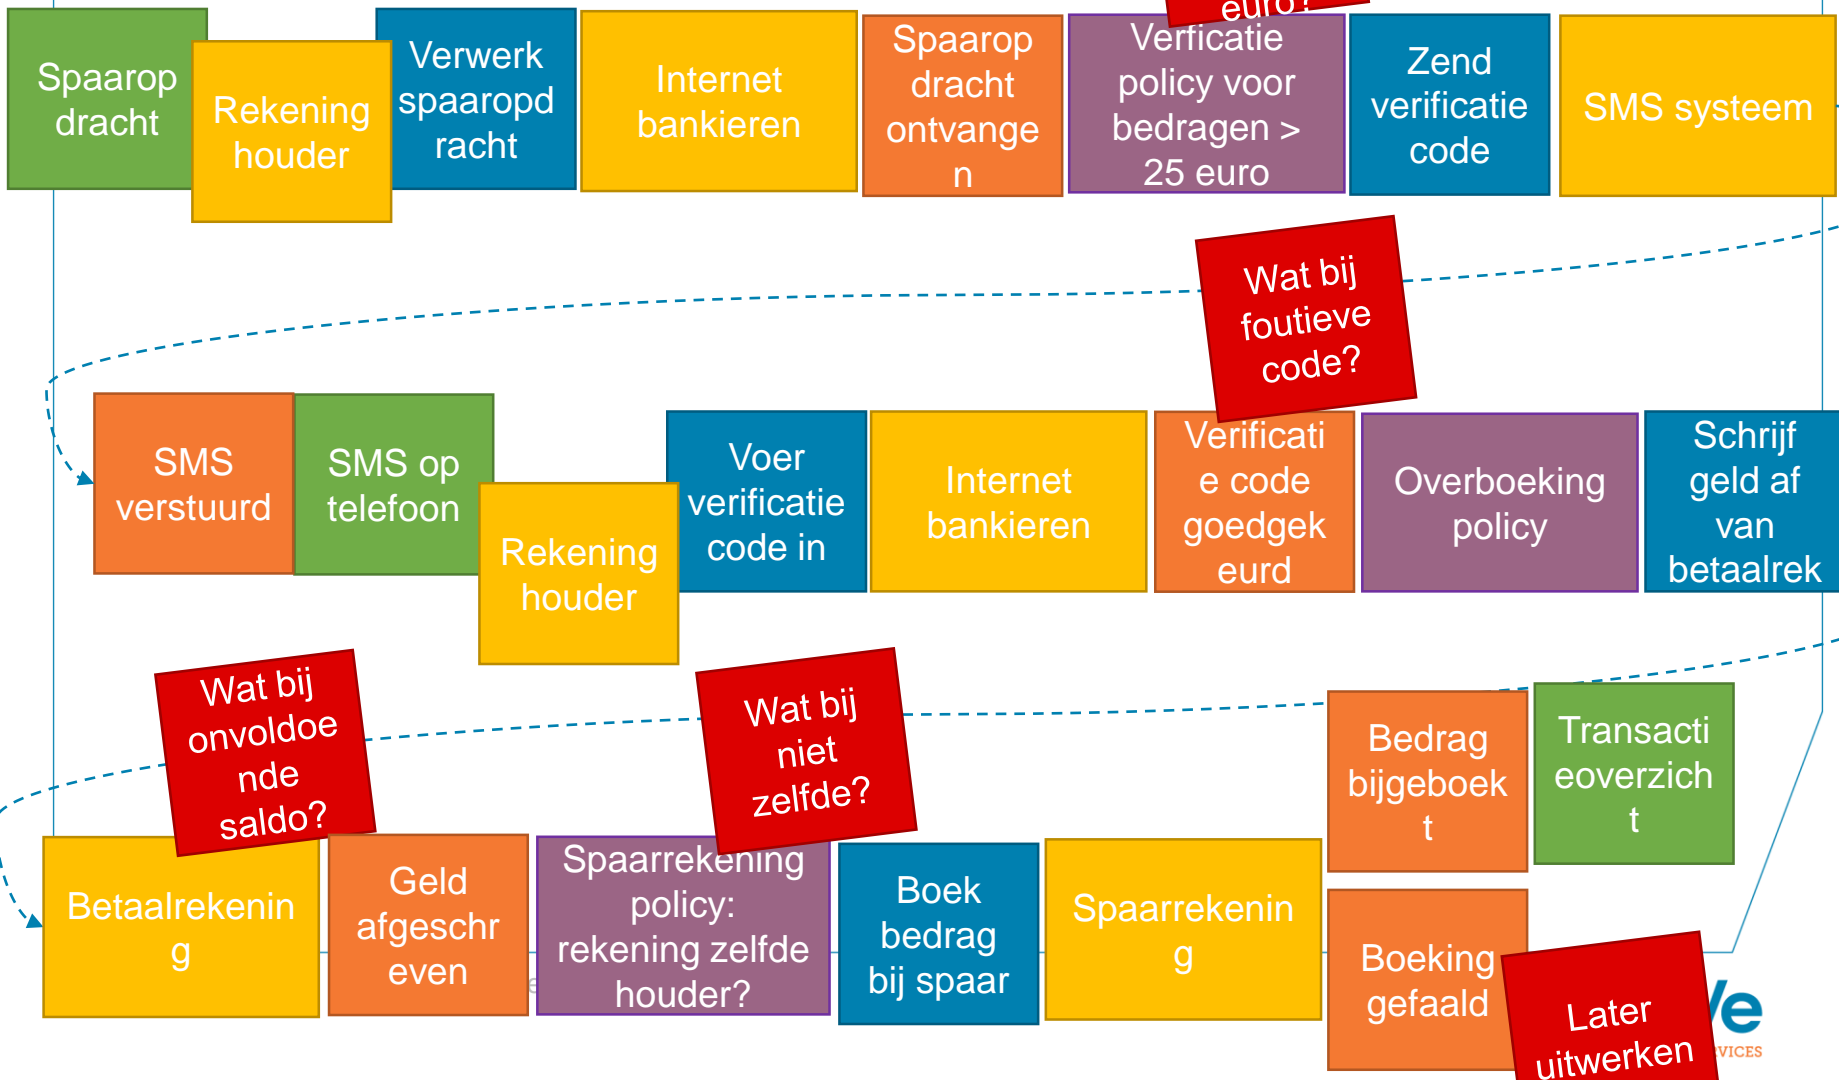 euro?
Spaarop
dracht
Rekening
houder
Verwerk
spaaropd
racht
Internet
bankieren
Spaarop
dracht
ontvange
n
Verficatie
policy voor
bedragen >
25 euro
Zend
verificatie
code
SMS systeem
Wat bij
foutieve
code?
SMS
verstuurd
SMS op
telefoon
Rekening
houder
Voer
verificatie
code in
Internet
bankieren
Verificati
e code
goedgek
eurd
Overboeking
policy
Schrijf
geld af
van
betaalrek
Wat bij
onvoldoe
nde
saldo?
Wat bij
niet
zelfde?
Bedrag
bijgeboek
t
Transacti
eoverzich
t
Betaalrekenin
g
Geld
afgeschr
even
Spaarrekening
policy:
rekening zelfde
houder?
Boek
bedrag
bij spaar
Spaarrekenin
g
Boeking
gefaald
Later
uitwerken